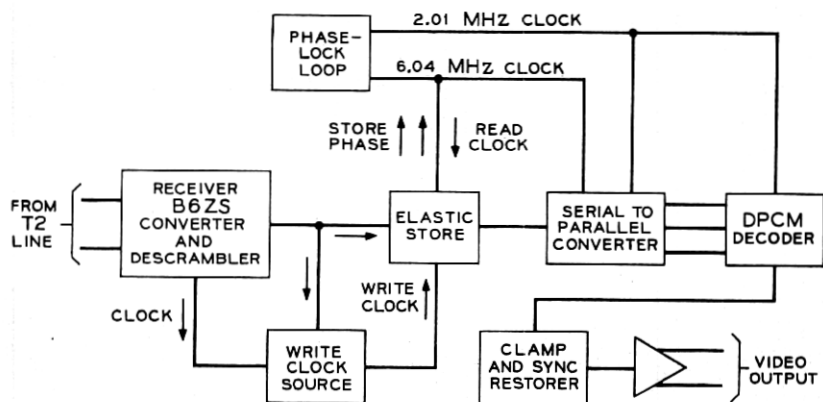 2.01 MHz CLOCK
PHASE-
LOCK
LOOP
6.04 MHz CLOCK
STORE
PHASE
READ
CLOCK
FROM
T2
LINE
RECEIVER
B6ZS
CONVERTER
AND
DESCRAMBLER
ELASTIC
STORE
SERIAL TO
PARALLEL
CONVERTER
DPCM
DECODER
CLOCK
WRITE
CLOCK
WRITE
CLOCK
SOURCE
CLAMP
AND SYNC
RESTORER
VIDEO
OUTPUT